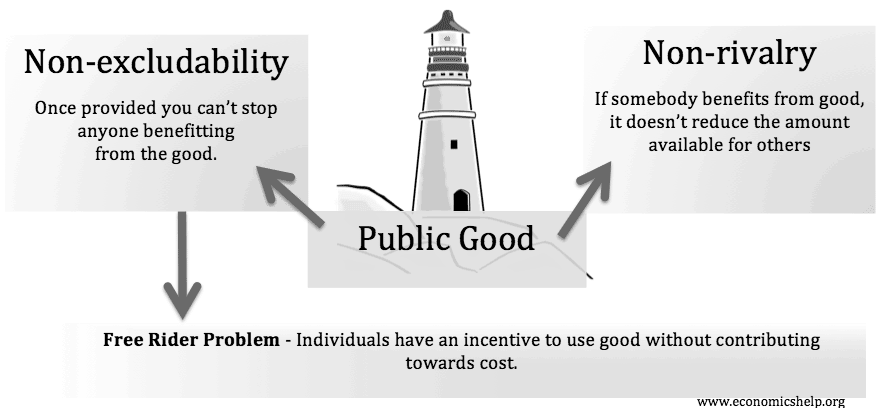 Non-excludability
Once provided you can’t stop
anyone benefitting
from the good.
Non-rivalry
If somebody benefits from good,
it doesn’t reduce the amount
available for others
Public Good
Free Rider Problem - Individuals have an incentive to use good without contributing
towards cost.
www.economicshelp.org